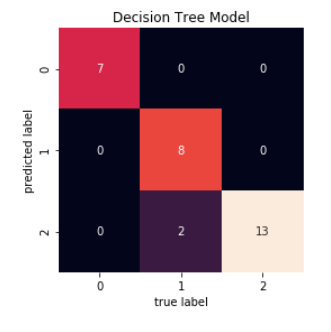 Decision Tree Model
predicted label
0 7 0 0
1 0 8 0
2 0 2 13
0 1 2
true label